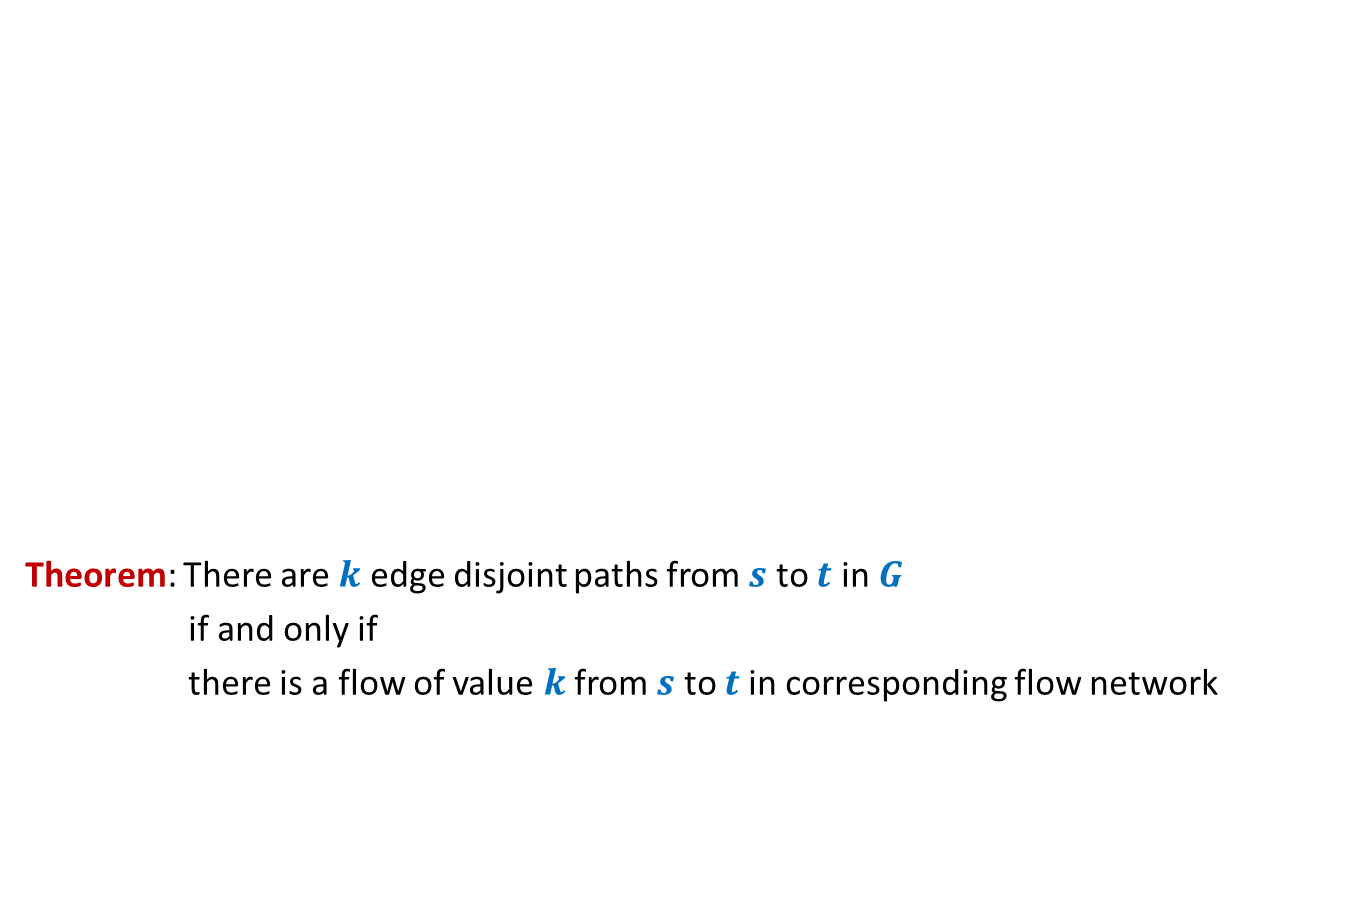 Theorem: There are k edge disjoint paths from s to t in G
if and only if
there is a flow of value k from s to t in corresponding flow network